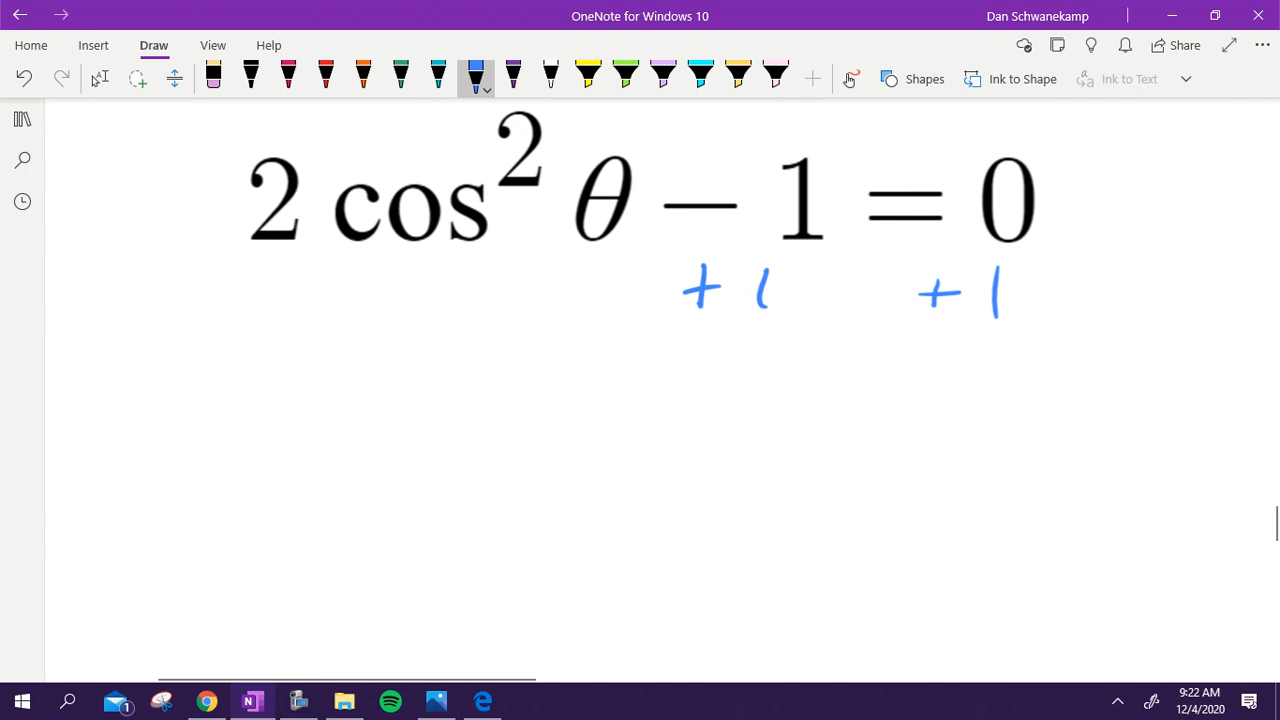 OneNote for Windows 10
Dan Schwanekamp
Home Insert Draw View Help
Share
Shapes
Ink to Shape
Ink to Text
2 cos² θ − 1 = 0
+ 1 + 1
1
N
9:22 AM
12/4/2020